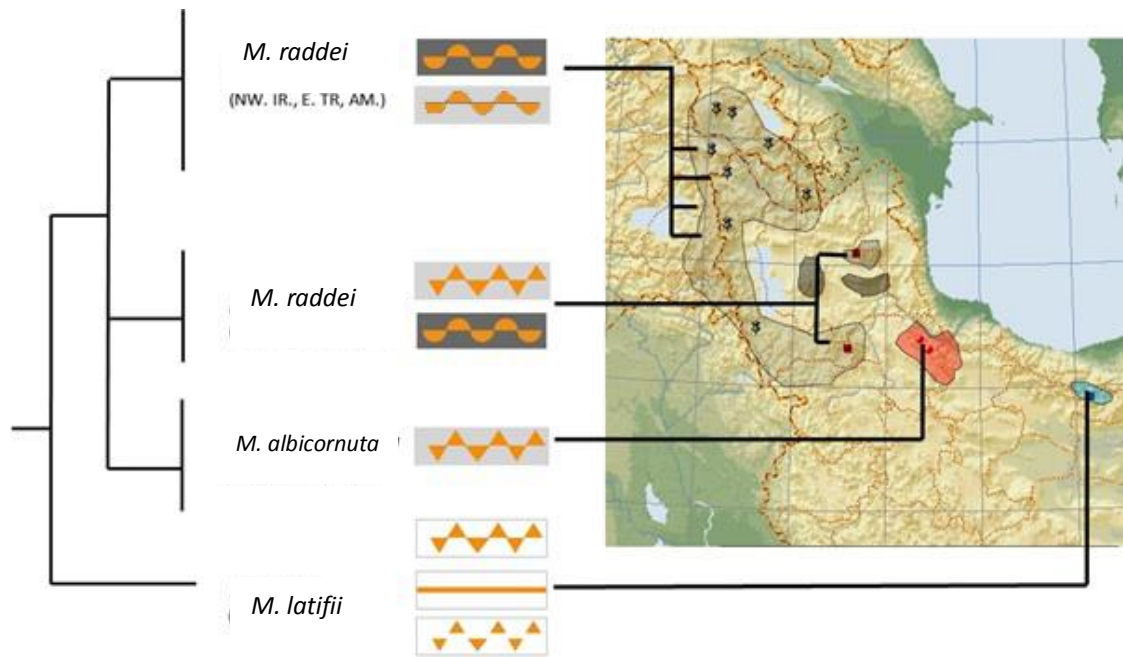 M. raddei
(NW. IR., E. TR, AM.)
M. raddei
M. albicornuta
M. latifii